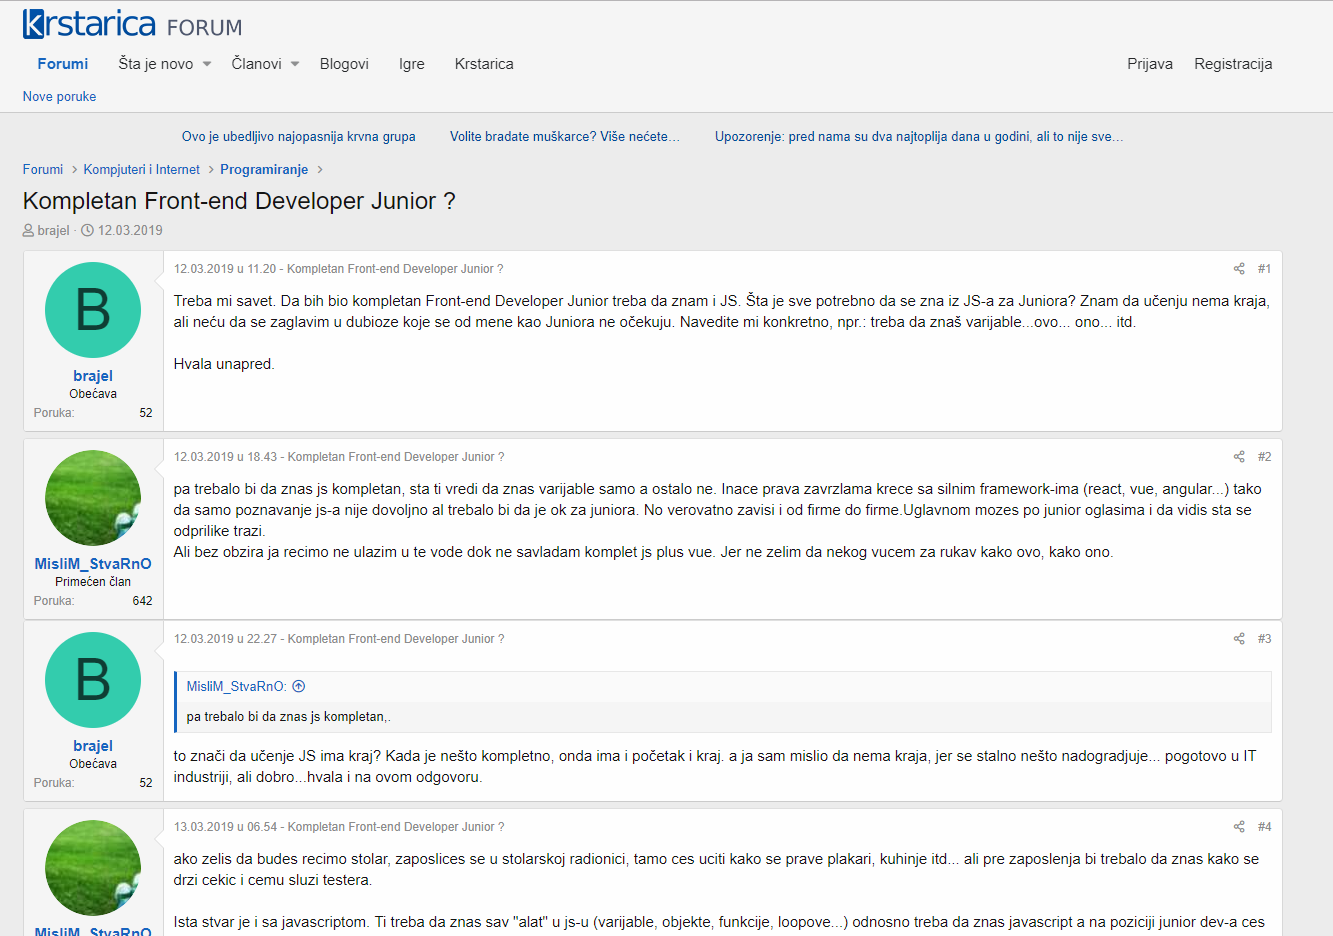 Krstarica FORUM
Forumi Šta je novo Članovi Blogovi Igre Krstarica Prijava Registracija
Nove poruke
Ovo je ubedljivo najopasnija krvna grupa Volite bradate muškarce? Više nećete... Upozorenje: pred nama su dva najtoplija dana u godini, ali to nije sve...
Forumi > Kompjuteri i Internet > Programiranje >
Kompletan Front-end Developer Junior ?
brajel · 12.03.2019
12.03.2019 u 11.20 - Kompletan Front-end Developer Junior ? #1
B
brajel
Obećava
Poruka: 52
Treba mi savet. Da bih bio kompletan Front-end Developer Junior treba da znam i JS. Šta je sve potrebno da se zna iz JS-a za Juniora? Znam da učenju nema kraja,
ali neću da se zaglavim u dubioze koje se od mene kao Juniora ne očekuju. Navedite mi konkretno, npr.: treba da znaš varijable...ovo... ono... itd.
Hvala unapred.
12.03.2019 u 18.43 - Kompletan Front-end Developer Junior ? #2
MisliM_StvaRnO
Primećen član
Poruka: 642
pa trebalo bi da znas js kompletan, sta ti vredi da znas varijable samo a ostalo ne. Inace prava zavrzlama krece sa silnim framework-ima (react, vue, angular...) tako
da samo poznavanje js-a nije dovoljno al trebalo bi da je ok za juniora. No verovatno zavisi i od firme do firme.Uglavnom mozes po junior oglasima i da vidis sta se
odprilike trazi.
Ali bez obzira ja recimo ne ulazim u te vode dok ne savladam komplet js plus vue. Jer ne zelim da nekog vucem za rukav kako ovo, kako ono.
12.03.2019 u 22.27 - Kompletan Front-end Developer Junior ? #3
B
brajel
Obećava
Poruka: 52
MisliM_StvaRnO:
pa trebalo bi da znas js kompletan,.
to znači da učenje JS ima kraj? Kada je nešto kompletno, onda ima i početak i kraj. a ja sam mislio da nema kraja, jer se stalno nešto nadogradjuje... pogotovo u IT
industriji, ali dobro...hvala i na ovom odgovoru.
13.03.2019 u 06.54 - Kompletan Front-end Developer Junior ? #4
MisliM_StvaRnO
ako zelis da budes recimo stolar, zaposlices se u stolarskoj radionici, tamo ces uciti kako se prave plakari, kuhinje itd... ali pre zaposlenja bi trebalo da znas kako se
drzi cekic i cemu sluzi testera.
Ista stvar je i sa javascriptom. Ti treba da znas sav "alat" u js-u (varijable, objekte, funkcije, loopove...) odnosno treba da znas javascript a na poziciji junior dev-a ces